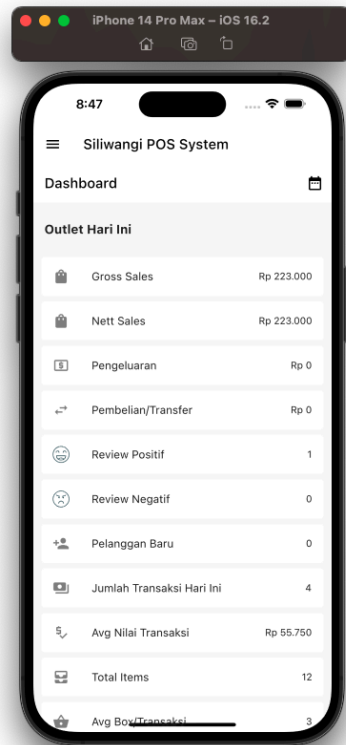 iPhone 14 Pro Max – iOS 16.2
8:47
Siliwangi POS System
Dashboard
Outlet Hari Ini
Gross Sales Rp 223.000
Nett Sales Rp 223.000
Pengeluaran Rp 0
Pembelian/Transfer Rp 0
Review Positif 1
Review Negatif 0
Pelanggan Baru 0
Jumlah Transaksi Hari Ini 4
Avg Nilai Transaksi Rp 55.750
Total Items 12
Avg Box/Transaksi 3